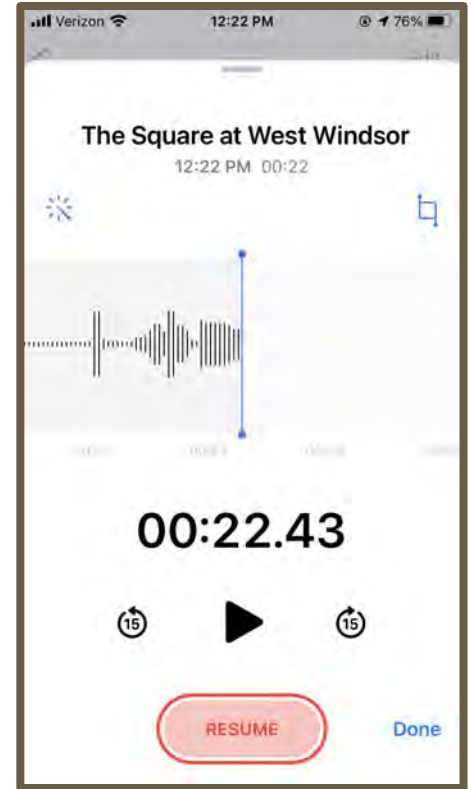 Verizon 12:22 PM 76%
The Square at West Windsor
12:22 PM 00:22
00:22.43
15 15
RESUME Done